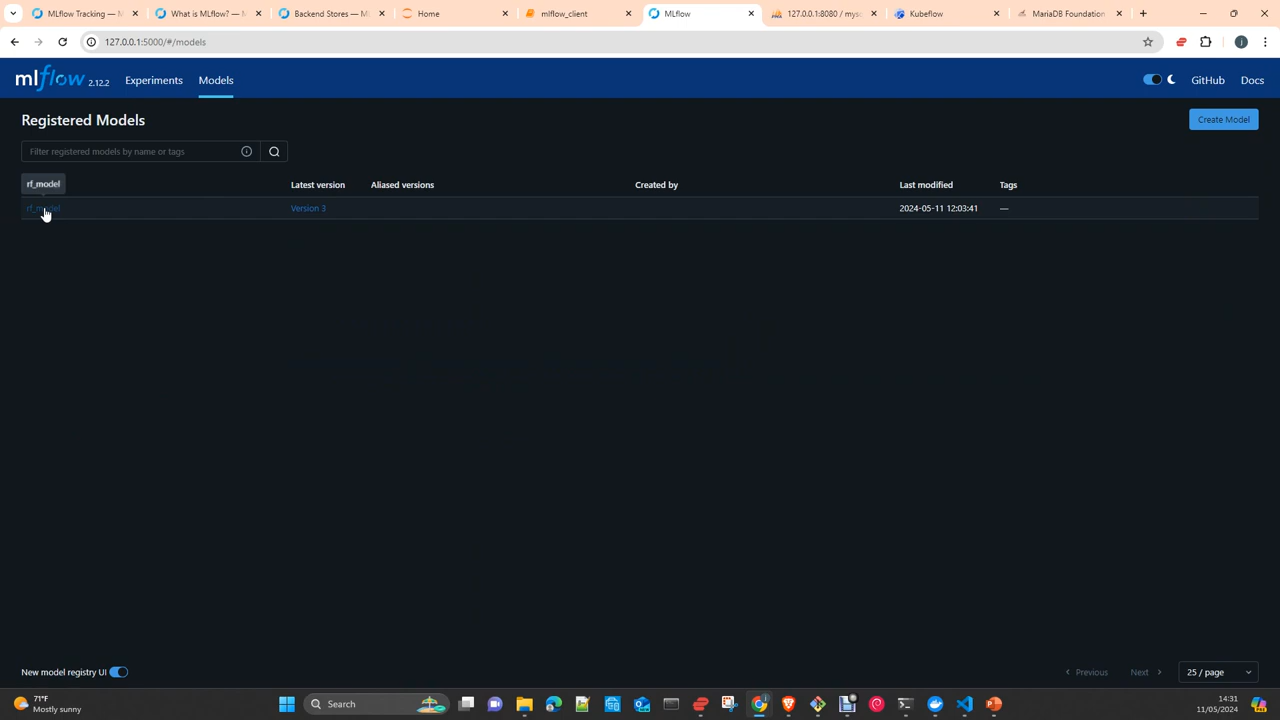 MLflow Tracking — M
What is MLflow? — M
Backend Stores — ML
Home
mlflow_client
MLflow
127.0.0.1:8080 / mysq
Kubeflow
MariaDB Foundation
127.0.0.1:5000/#/models
mlflow 2.12.2
Experiments
Models
GitHub
Docs
Registered Models
Create Model
Filter registered models by name or tags
rf_model
Latest version
Aliased versions
Created by
Last modified
Tags
rf_model
Version 3
2024-05-11 12:03:41
—
New model registry UI
Previous
Next
25 / page
71°F
Mostly sunny
Search
14:31
11/05/2024